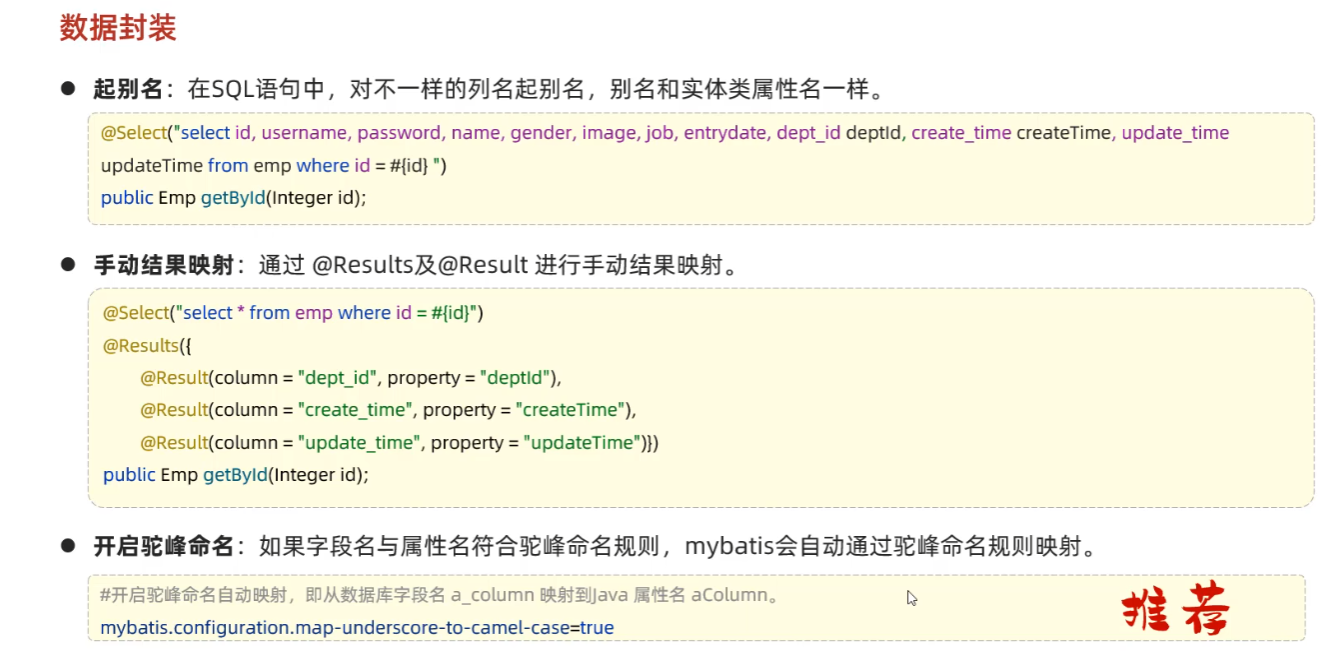 数据封装
● 起别名：在SQL语句中，对不一样的列名起别名，别名和实体类属性名一样。
@Select("select id, username, password, name, gender, image, job, entrydate, dept_id deptId, create_time createTime, update_time
updateTime from emp where id = #{id} ")
public Emp getById(Integer id);
● 手动结果映射：通过 @Results及@Result 进行手动结果映射。
@Select("select * from emp where id = #{id}")
@Results({
@Result(column = "dept_id", property = "deptId"),
@Result(column = "create_time", property = "createTime"),
@Result(column = "update_time", property = "updateTime")})
public Emp getById(Integer id);
● 开启驼峰命名：如果字段名与属性名符合驼峰命名规则，mybatis会自动通过驼峰命名规则映射。
#开启驼峰命名自动映射，即从数据库字段名 a_column 映射到Java 属性名 aColumn。
mybatis.configuration.map-underscore-to-camel-case=true
推荐